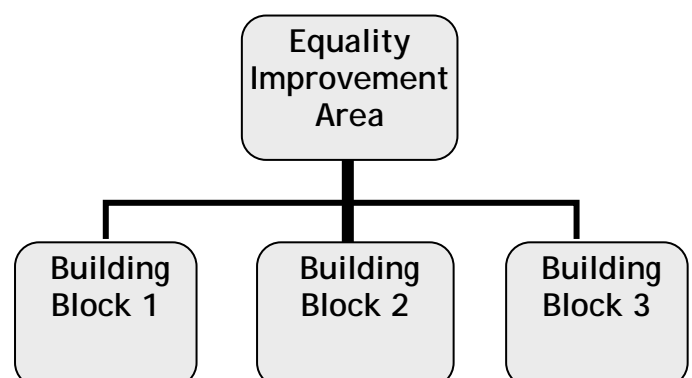 Equality
Improvement
Area
Building
Block 1
Building
Block 2
Building
Block 3